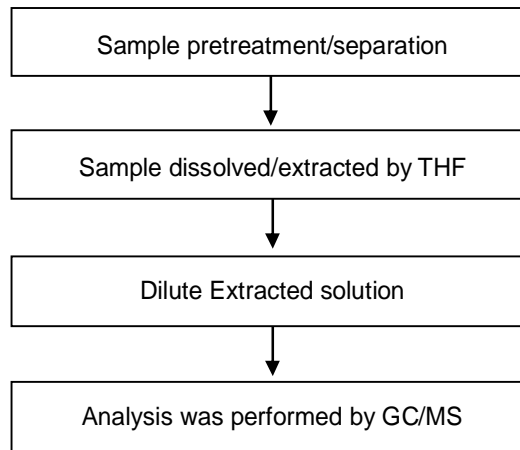 Sample pretreatment/separation
Sample dissolved/extracted by THF
Dilute Extracted solution
Analysis was performed by GC/MS